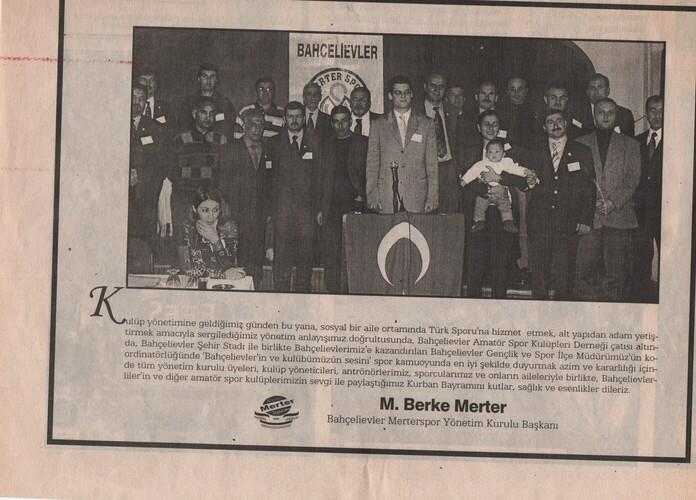 BAHÇELİEVLER
Kulüp yönetimine geldiğimiz günden bu yana, sosyal bir aile ortamında Türk Sporu'na hizmet etmek, alt yapıdan adam yetiş-
tirmek amacıyla sergilediğimiz yönetim anlayışımız doğrultusunda, Bahçelievler Amatör Spor Kulüpleri Derneği çatısı altın-
da, Bahçelievler Şehir Stadı ile birlikte Bahçelievlerimiz'e kazandırılan Bahçelievler Gençlik ve Spor İlçe Müdürümüz'ün ko-
ordinatörlüğünde 'Bahçelievler'in ve kulübümüzün sesini' spor kamuoyunda en iyi şekilde duyurmak azim ve kararlılığı için-
de tüm yönetim kurulu üyeleri, kulüp yöneticileri, antrönörlerimiz, sporcularımız ve onların aileleriyle birlikte, Bahçelievler-
liler'in ve diğer amatör spor kulüplerimizin sevgi ile paylaştığımız Kurban Bayramını kutlar, sağlık ve esenlikler dileriz.
Merter
M. Berke Merter
Bahçelievler Merterspor Yönetim Kurulu Başkanı